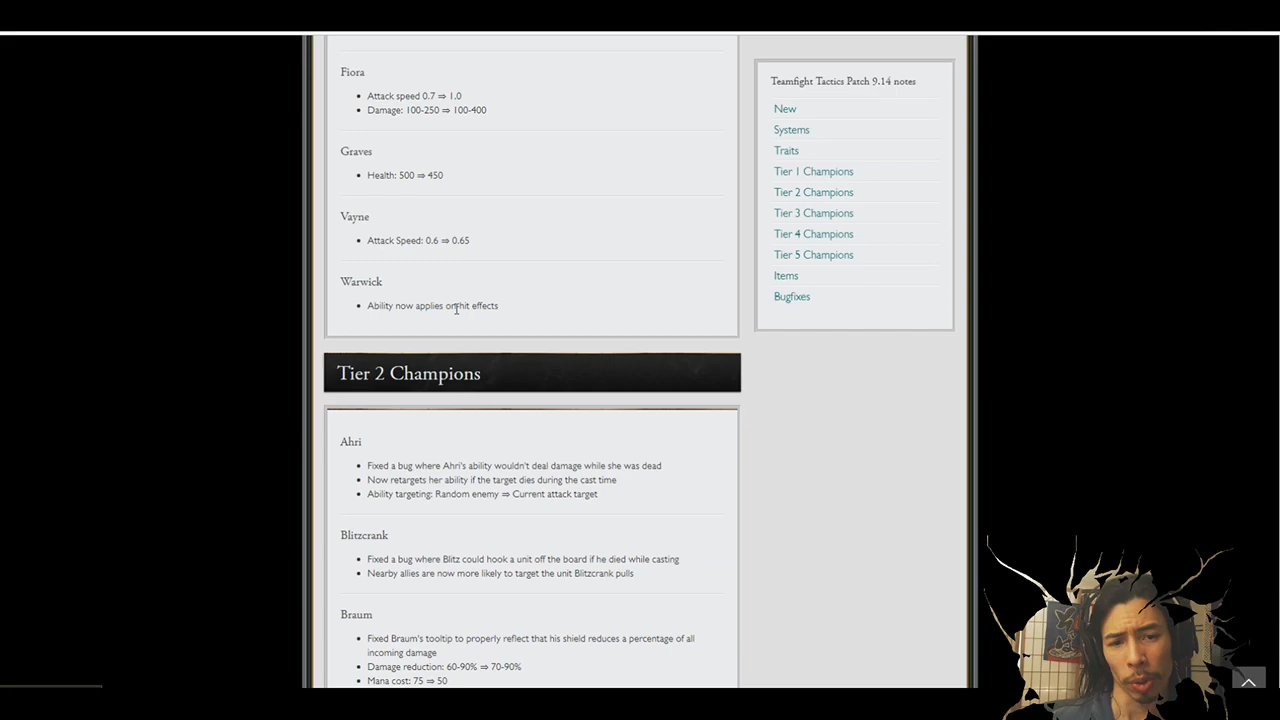 Fiora
Attack speed 0.7 ⇒ 1.0
Damage: 100-250 ⇒ 100-400
Graves
Health: 500 ⇒ 450
Vayne
Attack Speed: 0.6 ⇒ 0.65
Warwick
Ability now applies on-hit effects
Tier 2 Champions
Ahri
Fixed a bug where Ahri's ability wouldn't deal damage while she was dead
Now retargets her ability if the target dies during the cast time
Ability targeting: Random enemy ⇒ Current attack target
Blitzcrank
Fixed a bug where Blitz could hook a unit off the board if he died while casting
Nearby allies are now more likely to target the unit Blitzcrank pulls
Braum
Fixed Braum's tooltip to properly reflect that his shield reduces a percentage of all
incoming damage
Damage reduction: 60-90% ⇒ 70-90%
Mana cost: 75 ⇒ 50
Teamfight Tactics Patch 9.14 notes
New
Systems
Traits
Tier 1 Champions
Tier 2 Champions
Tier 3 Champions
Tier 4 Champions
Tier 5 Champions
Items
Bugfixes